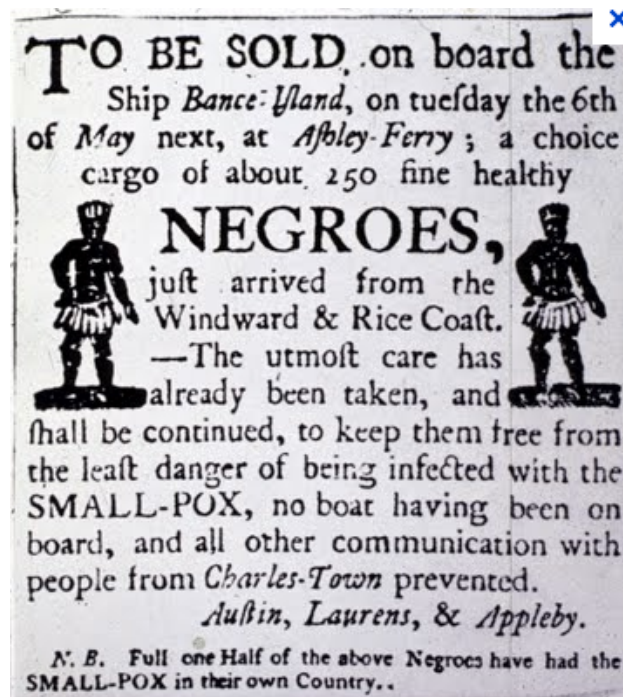 TO BE SOLD, on board the
Ship Bance-Iſland, on tueſday the 6th
of May next, at Aſhley-Ferry; a choice
cargo of about 250 fine healthy
NEGROES,
juſt arrived from the
Windward & Rice Coaſt.
—The utmoſt care has
already been taken, and
ſhall be continued, to keep them free from
the leaſt danger of being infected with the
SMALL-POX, no boat having been on
board, and all other communication with
people from Charles-Town prevented.
Auſtin, Laurens, & Appleby.
N. B. Full one Half of the above Negroes have had the
SMALL-POX in their own Country.